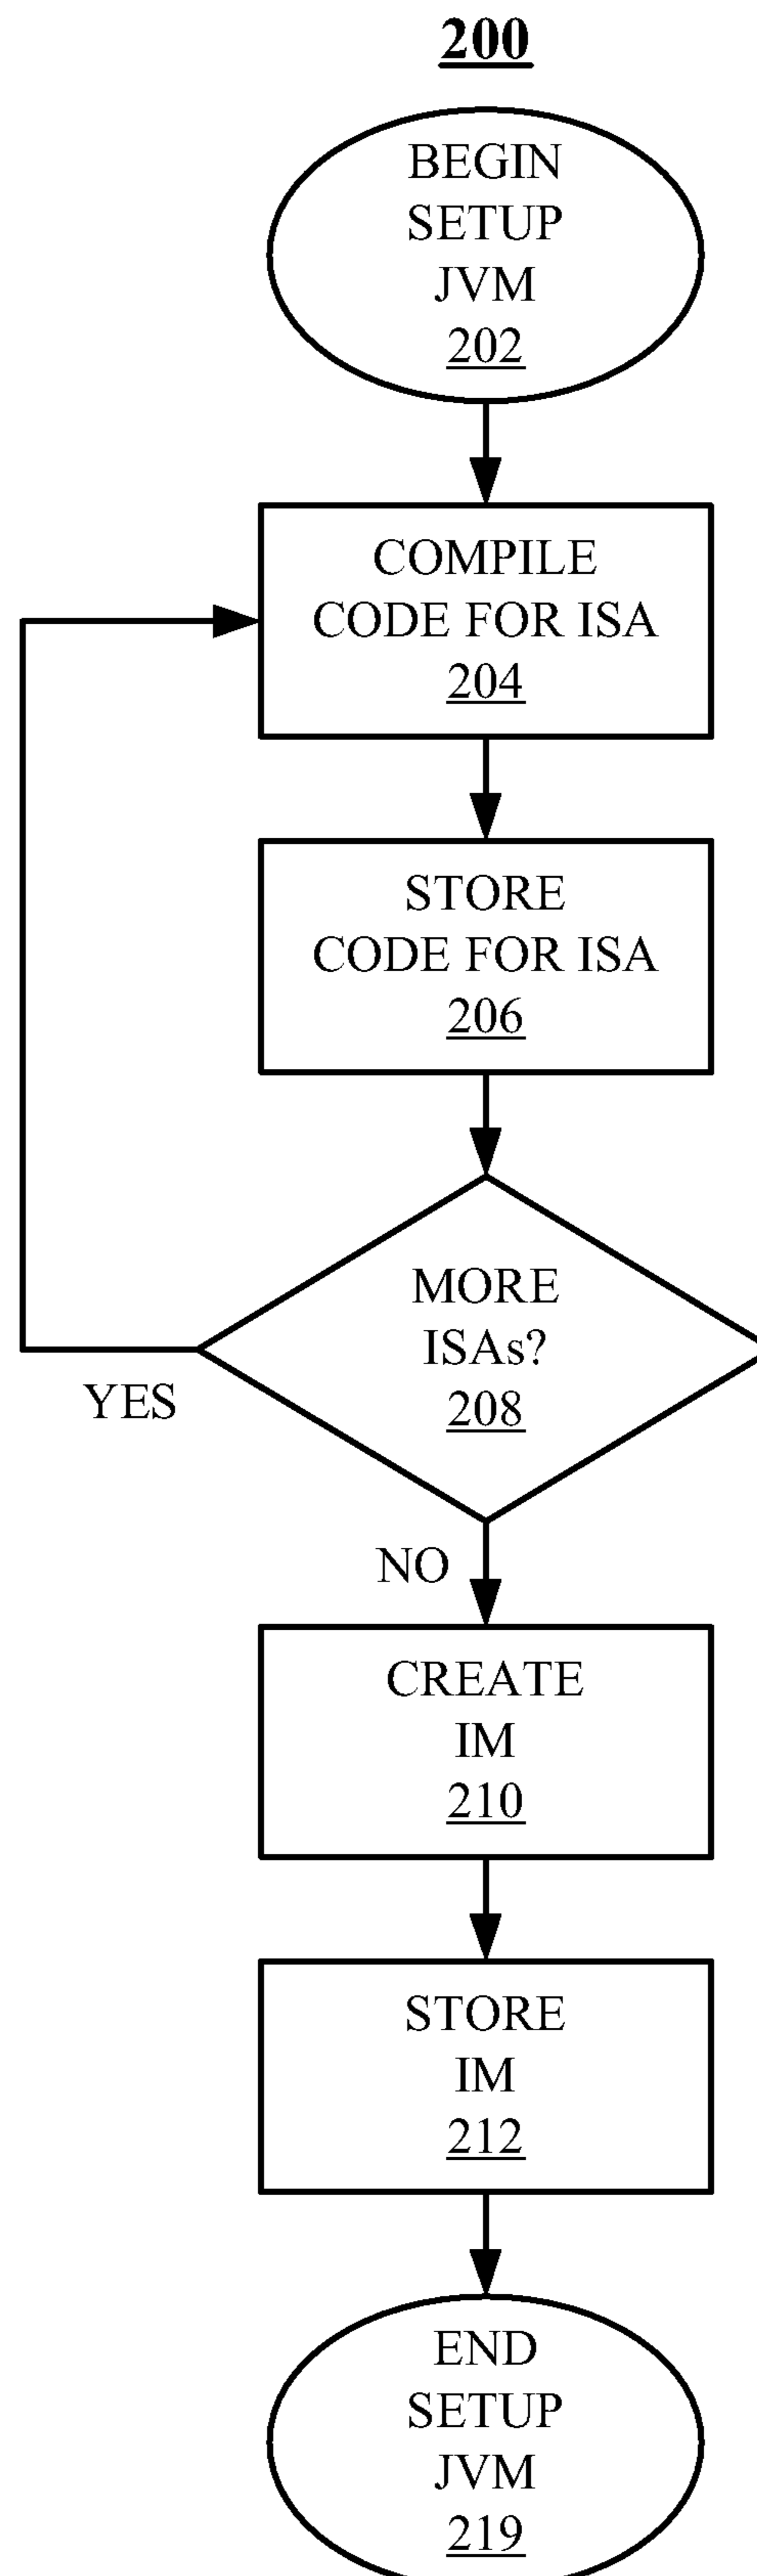 200
BEGIN
SETUP
JVM
202
COMPILE
CODE FOR ISA
204
STORE
CODE FOR ISA
206
MORE
ISAs?
208
YES
NO
CREATE
IM
210
STORE
IM
212
END
SETUP
JVM
219